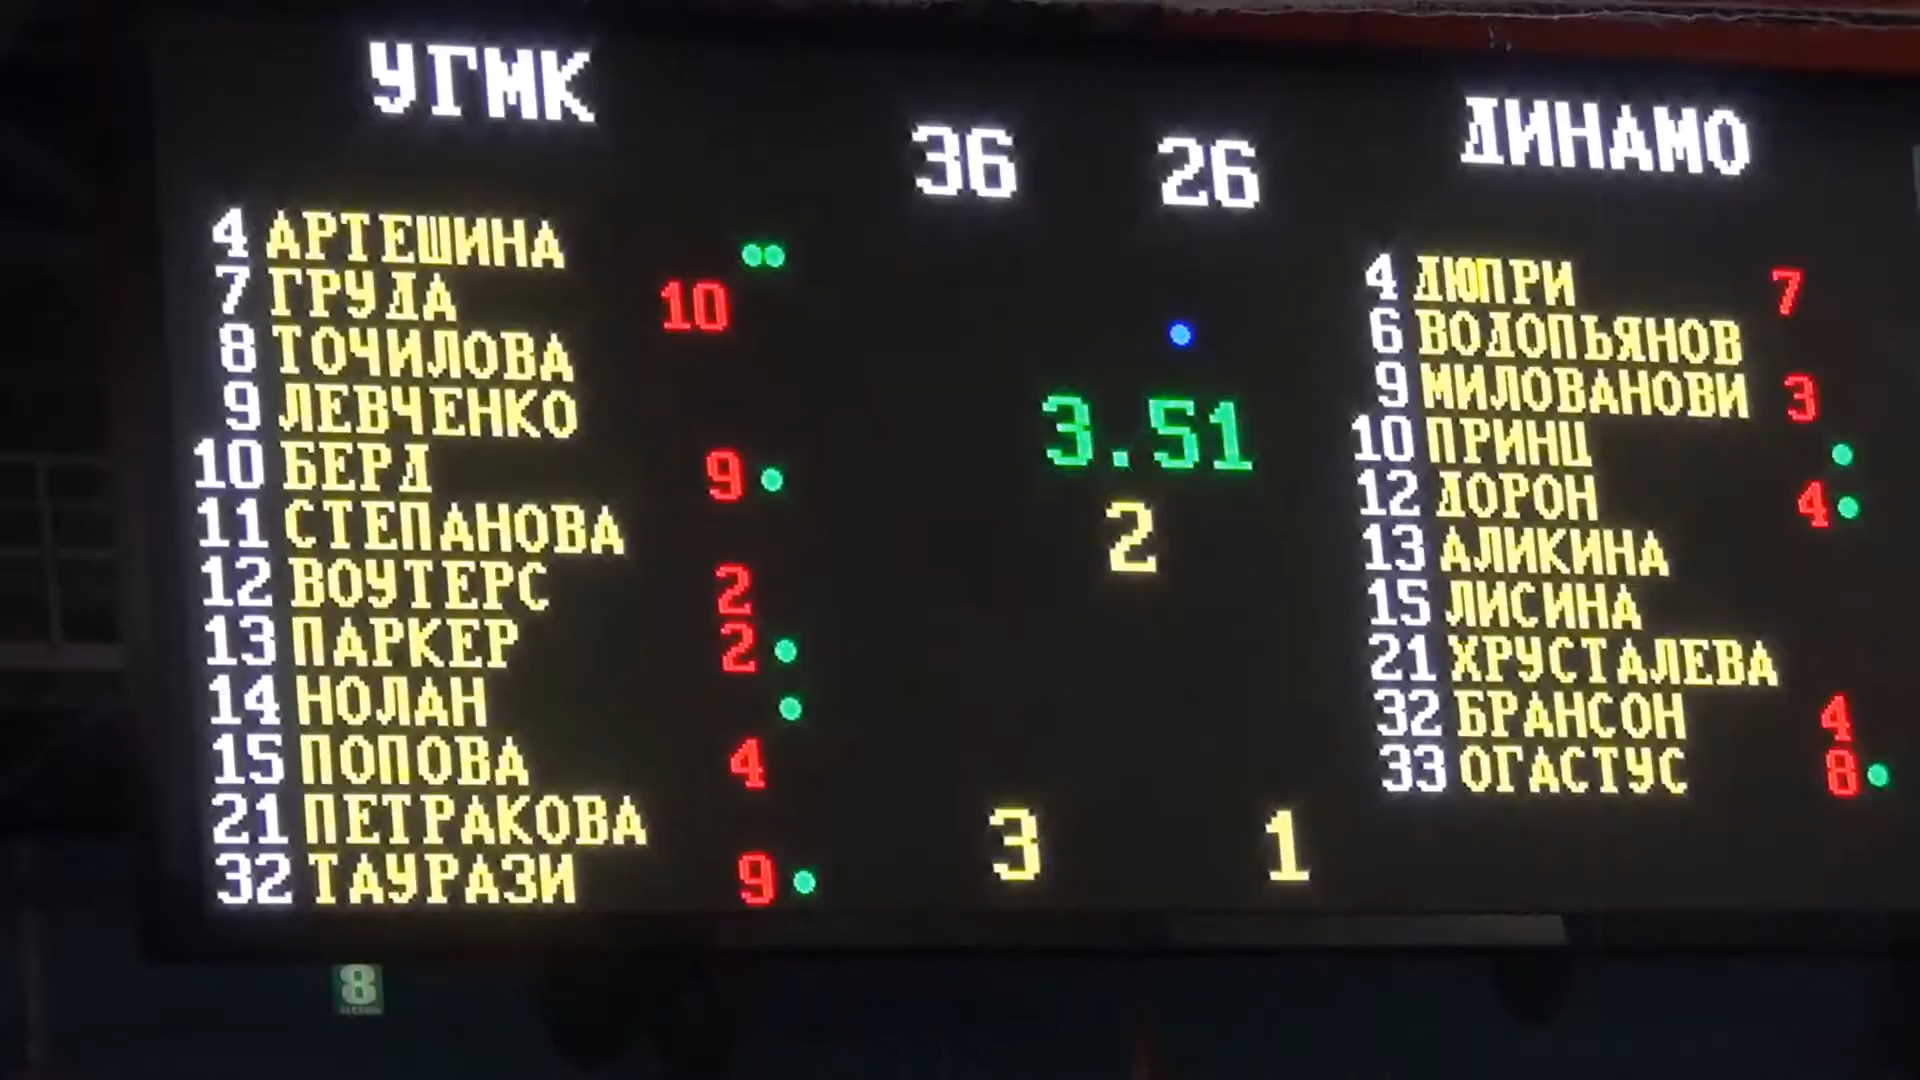 УГМК
ДИНАМО
36 26
4 АРТЕШИНА
7 ГРУДА 10
8 ТОЧИЛОВА
9 ЛЕВЧЕНКО
10 БЕРД 9
11 СТЕПАНОВА
12 ВОУТЕРС 2
13 ПАРКЕР 2
14 НОЛАН
15 ПОПОВА 4
21 ПЕТРАКОВА
32 ТАУРАЗИ 9
3.51
2
3 1
4 ДЮПРИ 7
6 ВОДОПЬЯНОВ
9 МИЛОВАНОВИ 3
10 ПРИНЦ
12 ДОРОН 4
13 АЛИКИНА
15 ЛИСИНА
21 ХРУСТАЛЕВА
32 БРАНСОН 4
33 ОГАСТУС 8
8